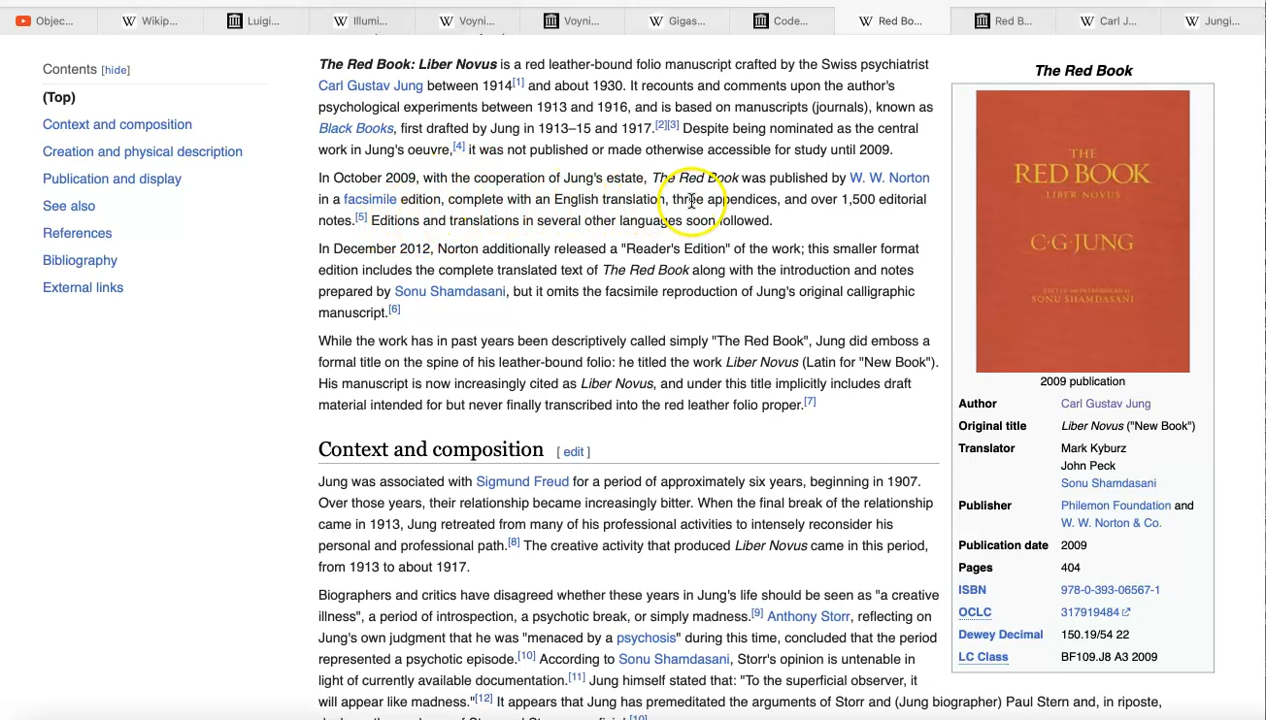 Objec...
Wikip...
Luigi...
Illumi...
Voyni...
Voyni...
Gigas...
Code...
Red Bo...
Red B...
Carl J...
Jungi...
Contents [hide]
(Top)
Context and composition
Creation and physical description
Publication and display
See also
References
Bibliography
External links
The Red Book: Liber Novus is a red leather-bound folio manuscript crafted by the Swiss psychiatrist
Carl Gustav Jung between 1914[1] and about 1930. It recounts and comments upon the author's
psychological experiments between 1913 and 1916, and is based on manuscripts (journals), known as
Black Books, first drafted by Jung in 1913–15 and 1917.[2][3] Despite being nominated as the central
work in Jung's oeuvre,[4] it was not published or made otherwise accessible for study until 2009.
In October 2009, with the cooperation of Jung's estate, The Red Book was published by W. W. Norton
in a facsimile edition, complete with an English translation, three appendices, and over 1,500 editorial
notes.[5] Editions and translations in several other languages soon followed.
In December 2012, Norton additionally released a "Reader's Edition" of the work; this smaller format
edition includes the complete translated text of The Red Book along with the introduction and notes
prepared by Sonu Shamdasani, but it omits the facsimile reproduction of Jung's original calligraphic
manuscript.[6]
While the work has in past years been descriptively called simply "The Red Book", Jung did emboss a
formal title on the spine of his leather-bound folio: he titled the work Liber Novus (Latin for "New Book").
His manuscript is now increasingly cited as Liber Novus, and under this title implicitly includes draft
material intended for but never finally transcribed into the red leather folio proper.[7]
Context and composition [ edit ]
Jung was associated with Sigmund Freud for a period of approximately six years, beginning in 1907.
Over those years, their relationship became increasingly bitter. When the final break of the relationship
came in 1913, Jung retreated from many of his professional activities to intensely reconsider his
personal and professional path.[8] The creative activity that produced Liber Novus came in this period,
from 1913 to about 1917.
Biographers and critics have disagreed whether these years in Jung's life should be seen as "a creative
illness", a period of introspection, a psychotic break, or simply madness.[9] Anthony Storr, reflecting on
Jung's own judgment that he was "menaced by a psychosis" during this time, concluded that the period
represented a psychotic episode.[10] According to Sonu Shamdasani, Storr's opinion is untenable in
light of currently available documentation.[11] Jung himself stated that: "To the superficial observer, it
will appear like madness."[12] It appears that Jung has premeditated the arguments of Storr and (Jung biographer) Paul Stern and, in riposte,
The Red Book
THE
RED BOOK
LIBER NOVUS
C·G·JUNG
EDITED and INTRODUCED by
SONU SHAMDASANI
2009 publication
Author Carl Gustav Jung
Original title Liber Novus ("New Book")
Translator Mark Kyburz
John Peck
Sonu Shamdasani
Publisher Philemon Foundation and
W. W. Norton & Co.
Publication date 2009
Pages 404
ISBN 978-0-393-06567-1
OCLC 317919484
Dewey Decimal 150.19/54 22
LC Class BF109.J8 A3 2009